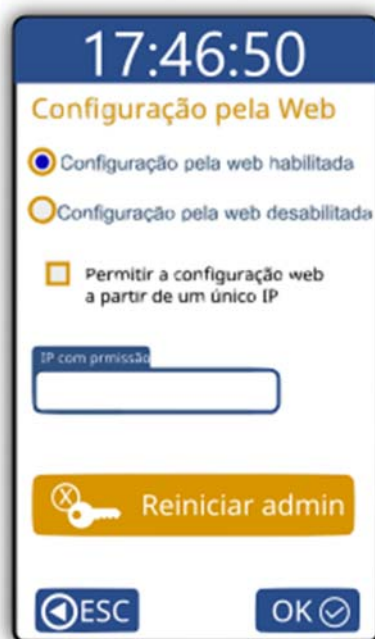 17:46:50
Configuração pela Web
Configuração pela web habilitada
Configuração pela web desabilitada
Permitir a configuração web
a partir de um único IP
IP com prmissão
Reiniciar admin
ESC
OK